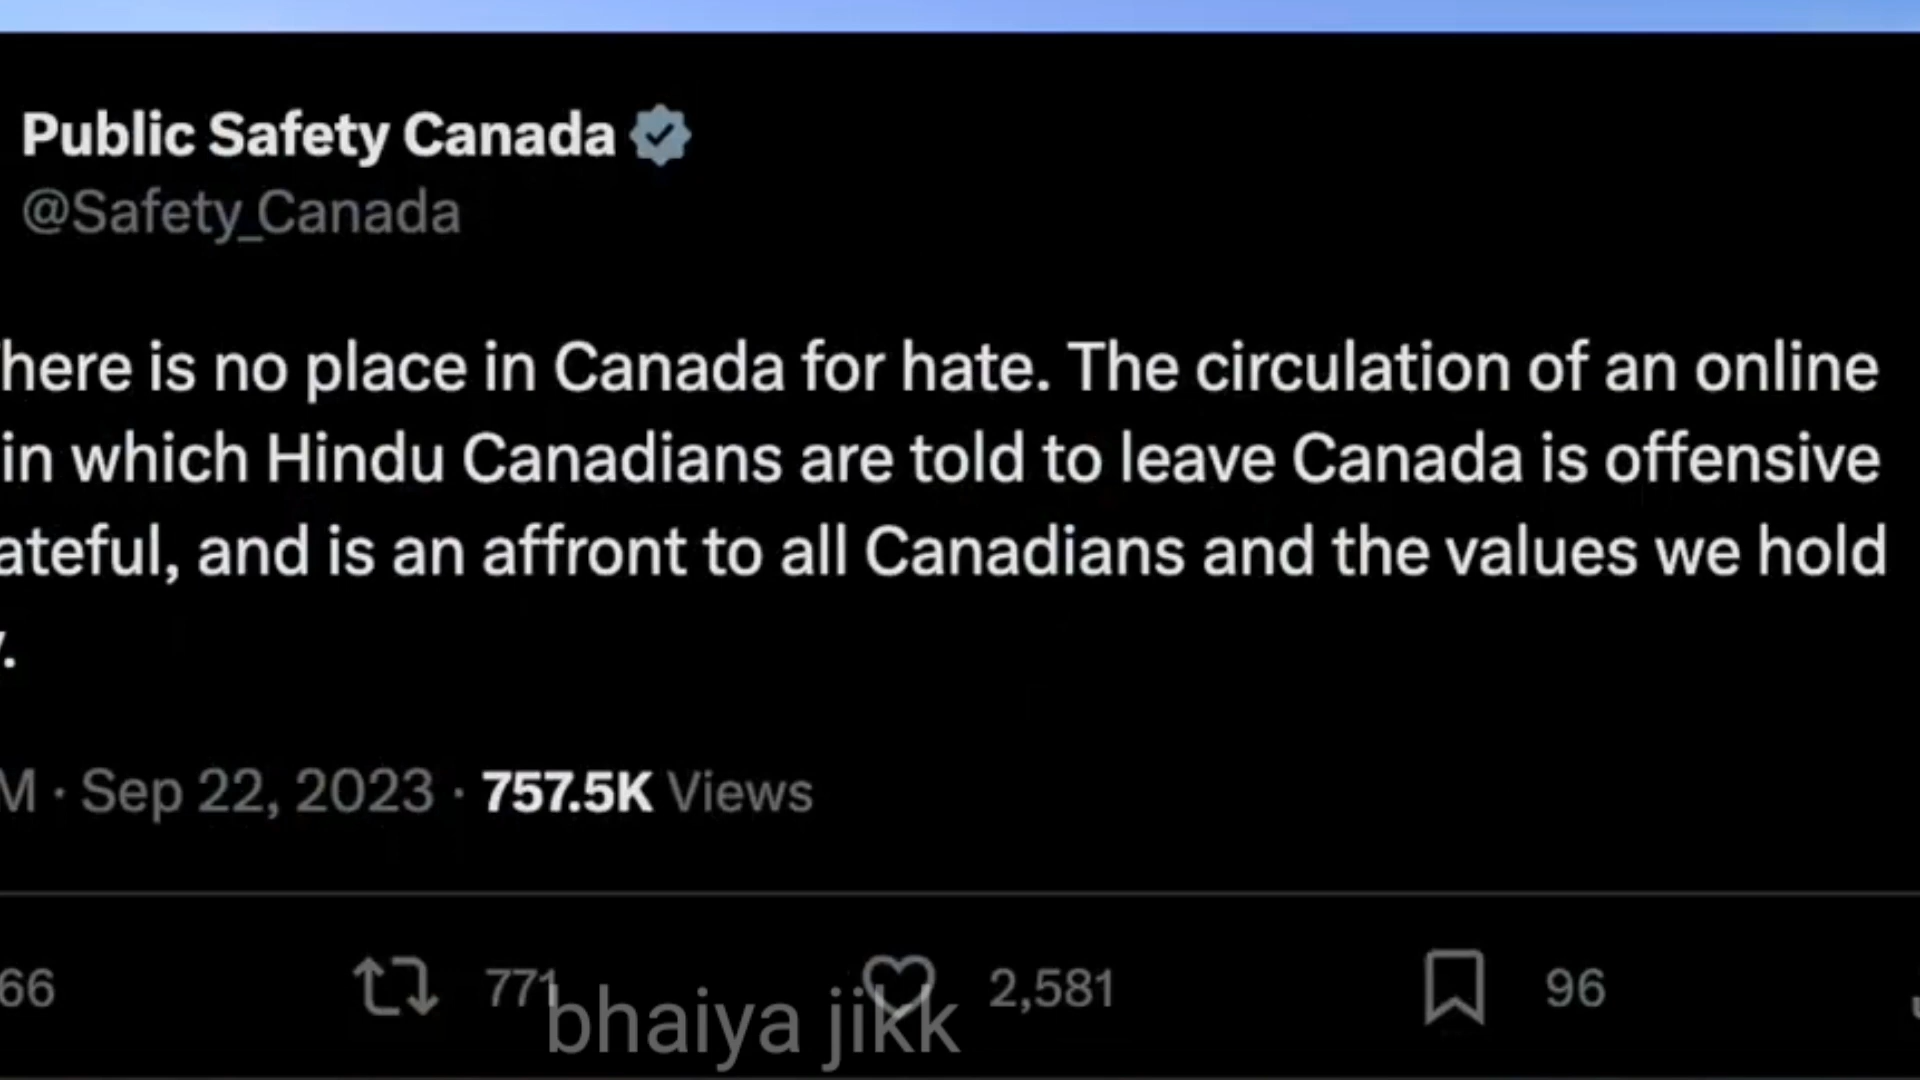 Public Safety Canada
@Safety_Canada
here is no place in Canada for hate. The circulation of an online
in which Hindu Canadians are told to leave Canada is offensive
ateful, and is an affront to all Canadians and the values we hold
y.
M · Sep 22, 2023 · 757.5K Views
66 771 2,581 96
bhaiya jikk